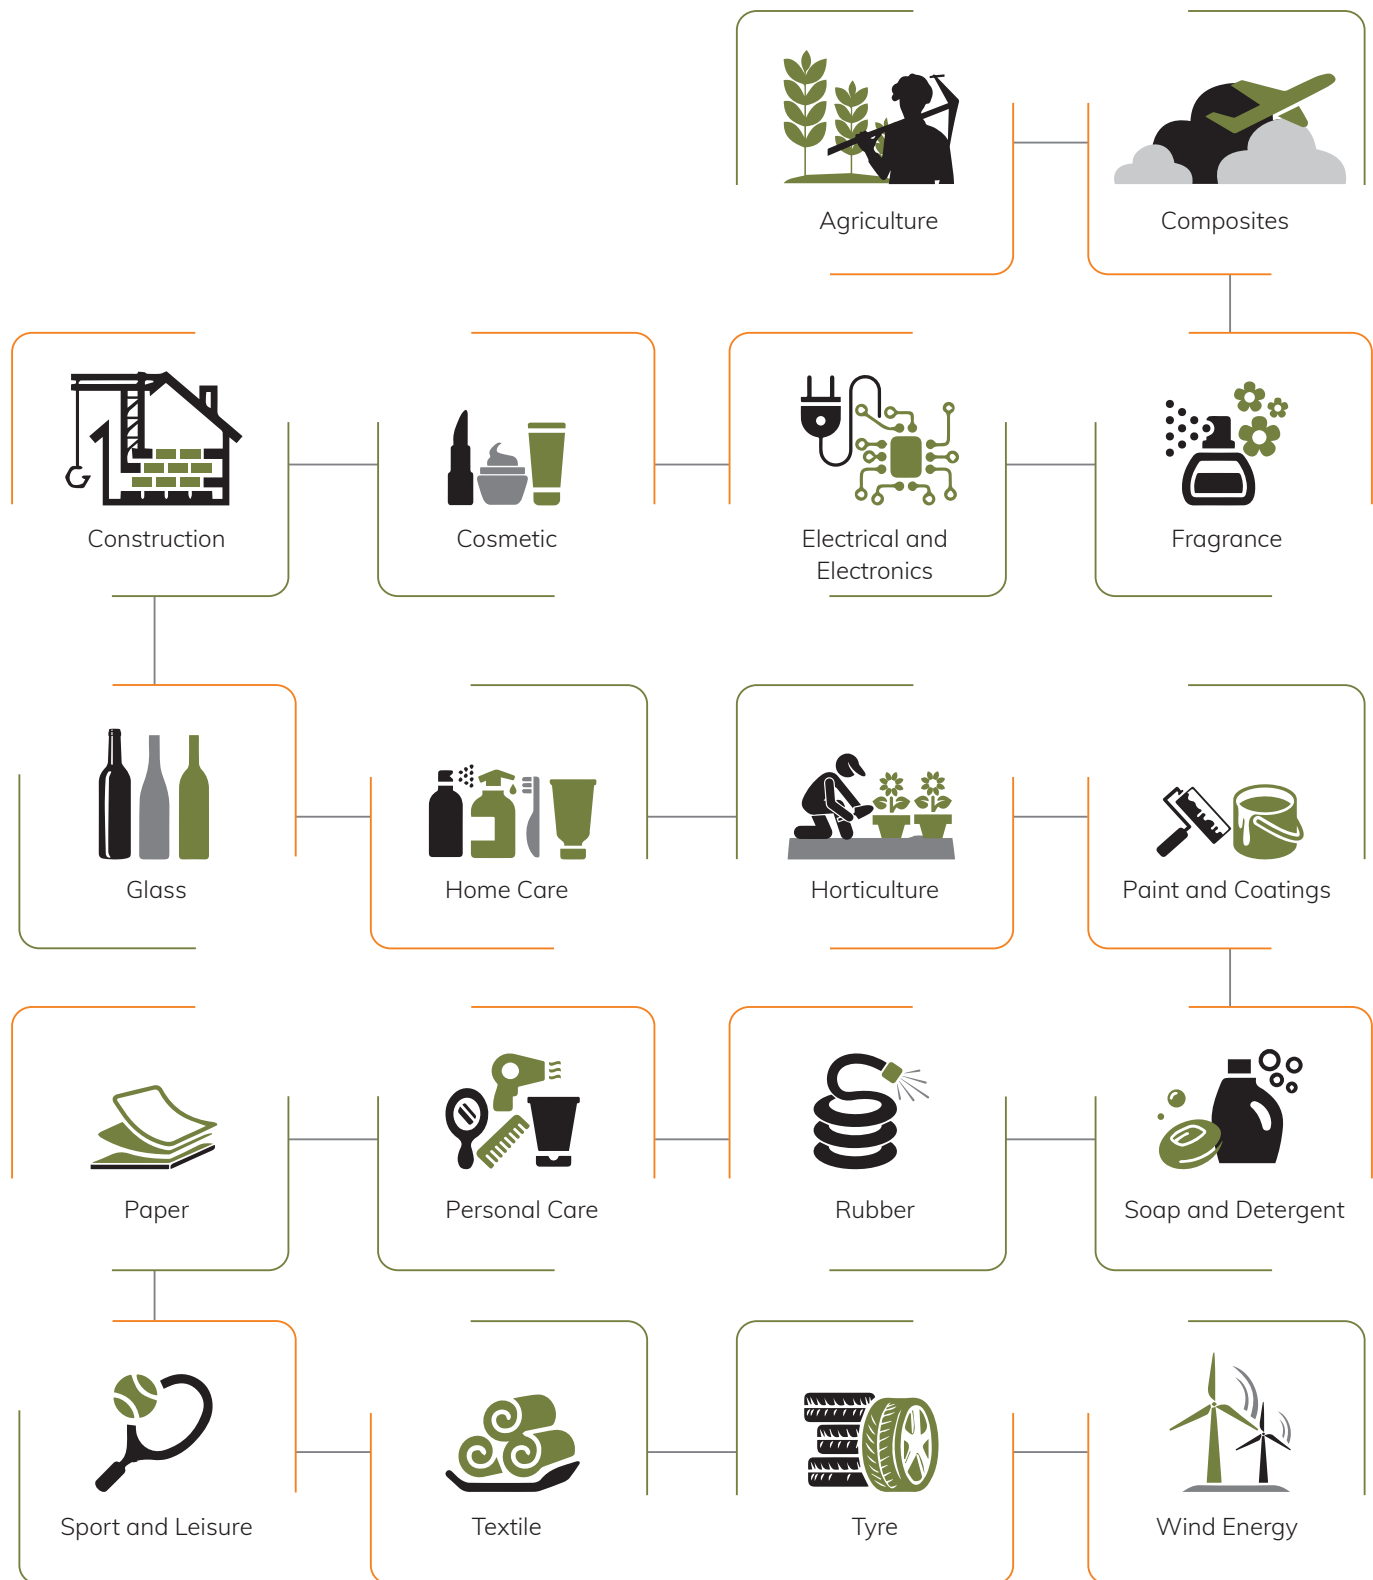 Agriculture
Composites
Construction
Cosmetic
Electrical and
Electronics
Fragrance
Glass
Home Care
Horticulture
Paint and Coatings
Paper
Personal Care
Rubber
Soap and Detergent
Sport and Leisure
Textile
Tyre
Wind Energy